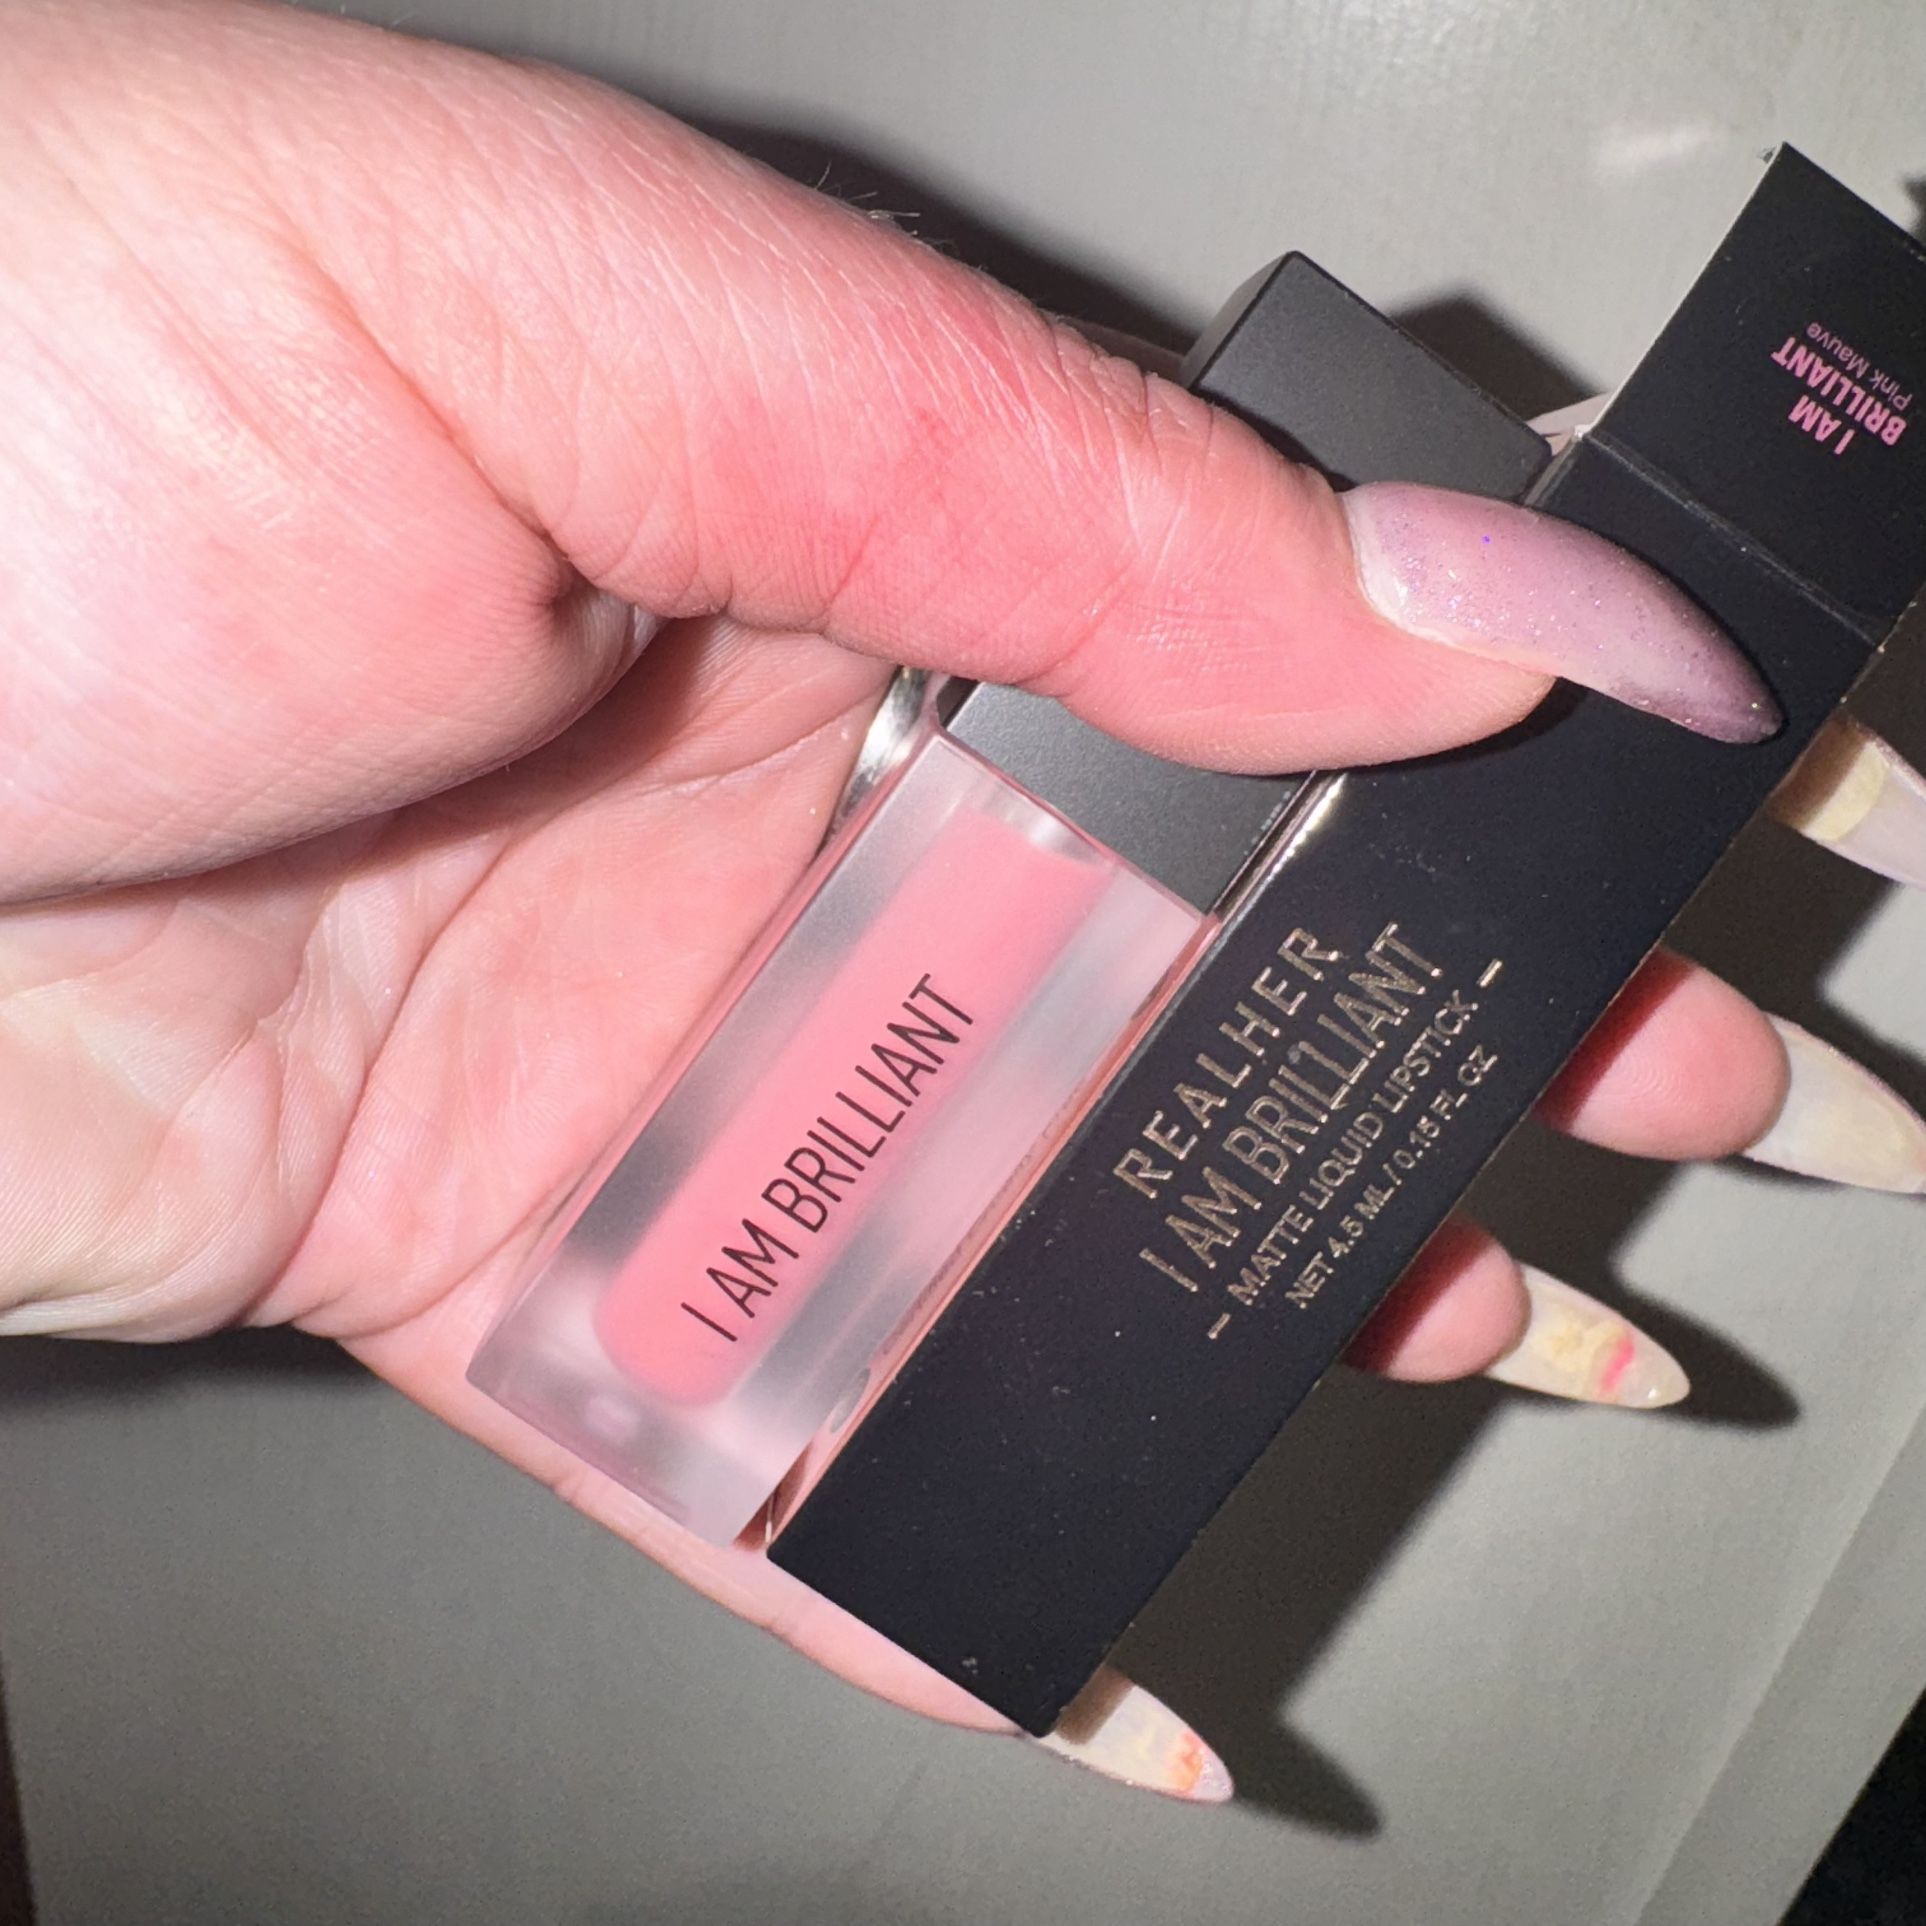 I AM BRILLIANT
REALHER
I AM BRILLIANT
– MATTE LIQUID LIPSTICK –
NET 4.5 ML / 0.15 FL OZ
I AM
BRILLIANT
Pink Mauve